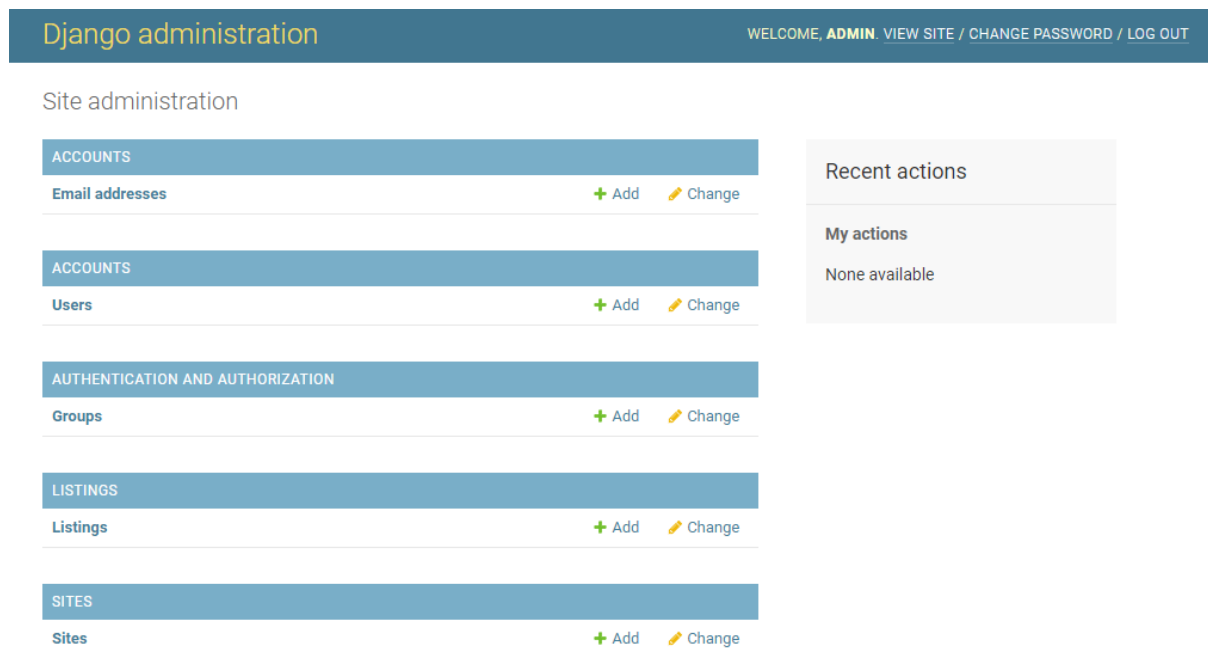 Django administration
WELCOME, ADMIN. VIEW SITE / CHANGE PASSWORD / LOG OUT
Site administration
ACCOUNTS
Email addresses Add Change
ACCOUNTS
Users Add Change
AUTHENTICATION AND AUTHORIZATION
Groups Add Change
LISTINGS
Listings Add Change
SITES
Sites Add Change
Recent actions
My actions
None available